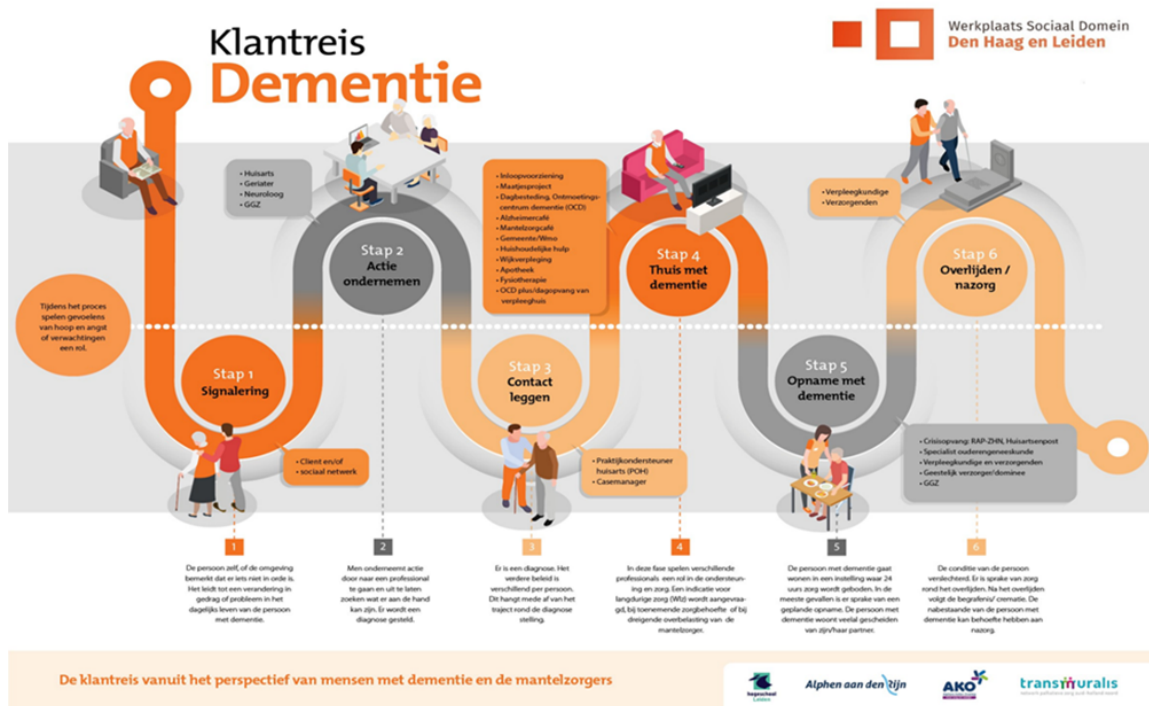 Klantreis
Dementie
Werkplaats Sociaal Domein
Den Haag en Leiden
Tijdens het proces
spelen gevoelens
van hoop en angst
of verwachtingen
een rol.
Stap 1
Signalering
• Client en/of
• sociaal netwerk
• Huisarts
• Geriater
• Neuroloog
• GGZ
Stap 2
Actie
ondernemen
Stap 3
Contact
leggen
• Praktijkondersteuner
huisarts (POH)
• Casemanager
• Inloopvoorziening
• Maatjesproject
• Dagbesteding, Ontmoetings-
centrum dementie (OCD)
• Alzheimercafé
• Mantelzorgcafé
• Gemeente/Wmo
• Huishoudelijke hulp
• Wijkverpleging
• Apotheek
• Fysiotherapie
• OCD plus/dagopvang van
verpleeghuis
Stap 4
Thuis met
dementie
Stap 5
Opname met
dementie
• Crisisopvang: RAP-ZHN, Huisartsenpost
• Specialist ouderengeneeskunde
• Verpleegkundige en verzorgenden
• Geestelijk verzorger/dominee
• GGZ
• Verpleegkundige
• Verzorgenden
Stap 6
Overlijden /
nazorg
1
De persoon zelf, of de omgeving
bemerkt dat er iets niet in orde is.
Het leidt tot een verandering in
gedrag of probleem in het
dagelijks leven van de persoon
met dementie.
2
Men onderneemt actie
door naar een professional
te gaan en uit te laten
zoeken wat er aan de hand
kan zijn. Er wordt een
diagnose gesteld.
3
Er is een diagnose. Het
verdere beleid is
verschillend per persoon.
Dit hangt mede af van het
traject rond de diagnose
stelling.
4
In deze fase spelen verschillende
professionals een rol in de ondersteun-
ing en zorg. Een indicatie voor
langdurige zorg (Wlz) wordt aangevraa-
gd, bij toenemende zorgbehoefte of bij
dreigende overbelasting van de
mantelzorger.
5
De persoon met dementie gaat
wonen in een instelling waar 24
uurs zorg wordt geboden. In de
meeste gevallen is er sprake van een
geplande opname. De persoon met
dementie woont veelal gescheiden
van zijn/haar partner.
6
De conditie van de persoon
verslechterd. Er is sprake van zorg
rond het overlijden. Na het overlijden
volgt de begrafenis/ crematie. De
nabestaande van de persoon met
dementie kan behoefte hebben aan
nazorg.
De klantreis vanuit het perspectief van mensen met dementie en de mantelzorgers
hogeschool
Leiden
Alphen aan den Rijn
AKO
transmuralis